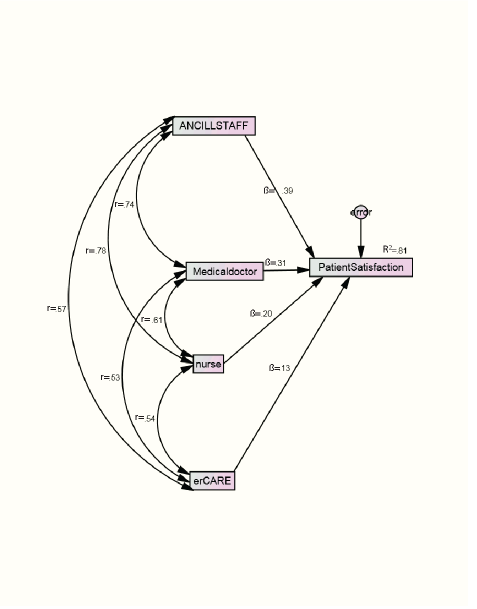 ANCILLSTAFF
ß= .39
r=.74
error
R²=.81
r=.78
Medicaldoctor
ß=.31
PatientSatisfaction
r=.57
r=.61
ß=.20
nurse
ß=.13
r=.53
r=.54
erCARE